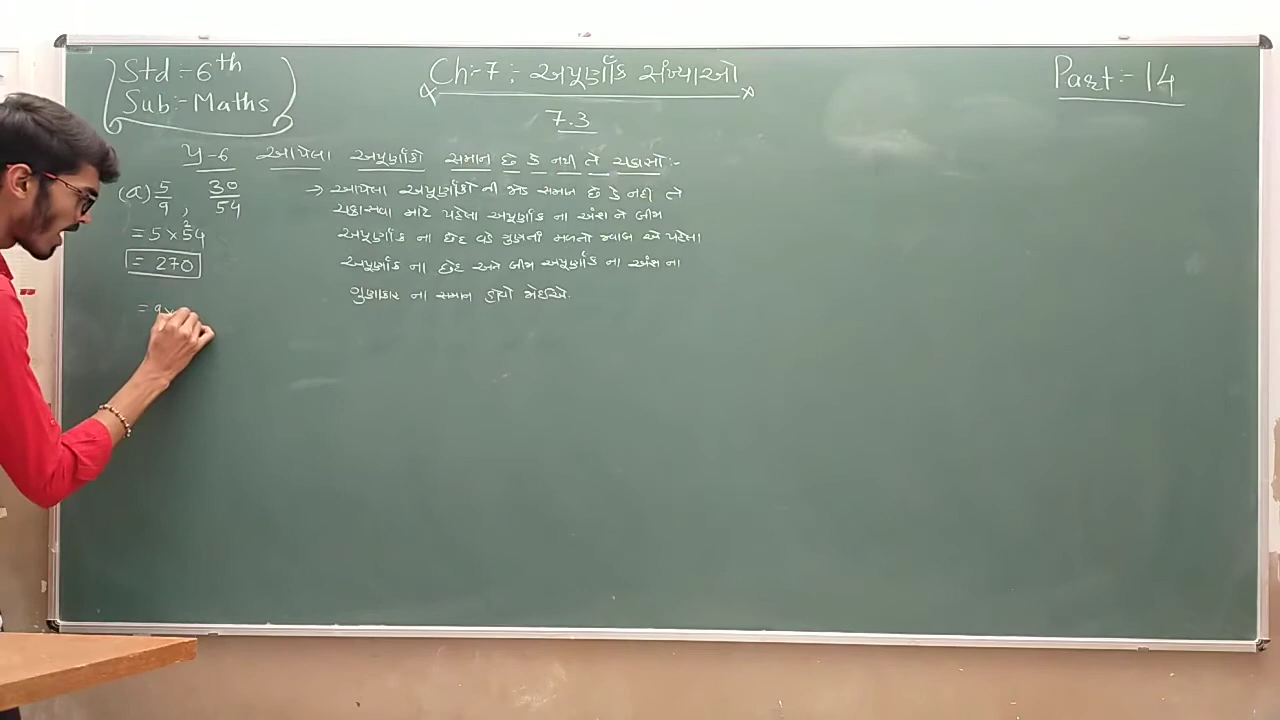 Std :- 6th
Sub :- Maths
Ch:-7 : અપૂર્ણાંક સંખ્યાઓ
Part :- 14
7.3
પ્ર-6 આપેલા અપૂર્ણાંકો સમાન છે કે નથી તે ચકાસો:-
(a) 5/9 , 30/54
= 5 × 54
2
= 270
= 9×
→ આપેલા અપૂર્ણાંકો ની જોડ સમાન છે કે નહી તે
ચકાસવા માટે પહેલા અપૂર્ણાંક ના અંશ ને બીજા
અપૂર્ણાંક ના છેદ વડે ગુણતાં મળતો જવાબ એ પહેલા
અપૂર્ણાંક ના છેદ અને બીજા અપૂર્ણાંક ના અંશ ના
ગુણાકાર ના સમાન હોવો જોઈએ.